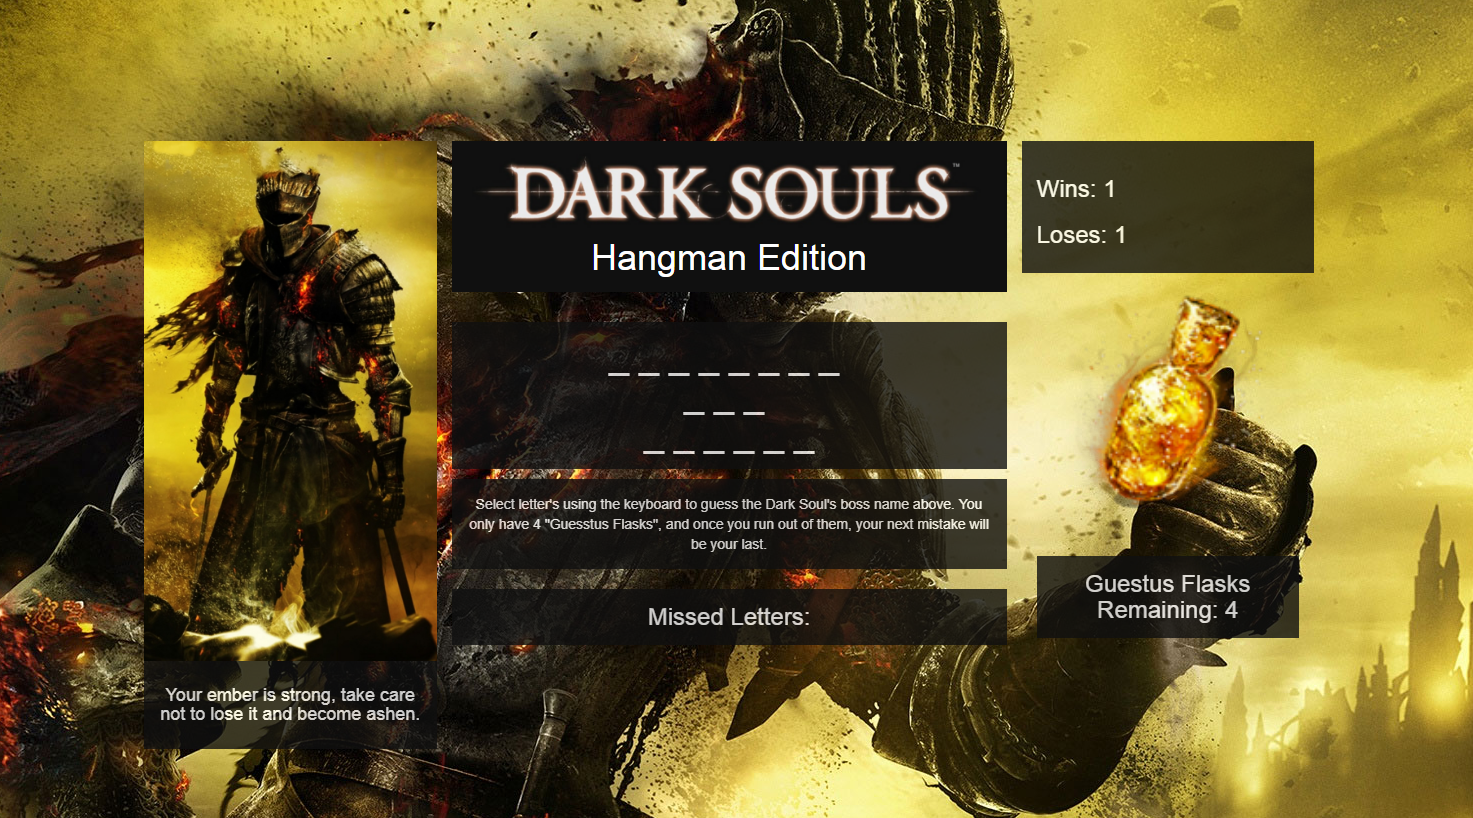 DARK SOULS™
Hangman Edition
Wins: 1
Loses: 1
_ _ _ _ _ _ _ _
_ _ _
_ _ _ _ _ _
Select letter's using the keyboard to guess the Dark Soul's boss name above. You
only have 4 "Guesstus Flasks", and once you run out of them, your next mistake will
be your last.
Missed Letters:
Guestus Flasks
Remaining: 4
Your ember is strong, take care
not to lose it and become ashen.